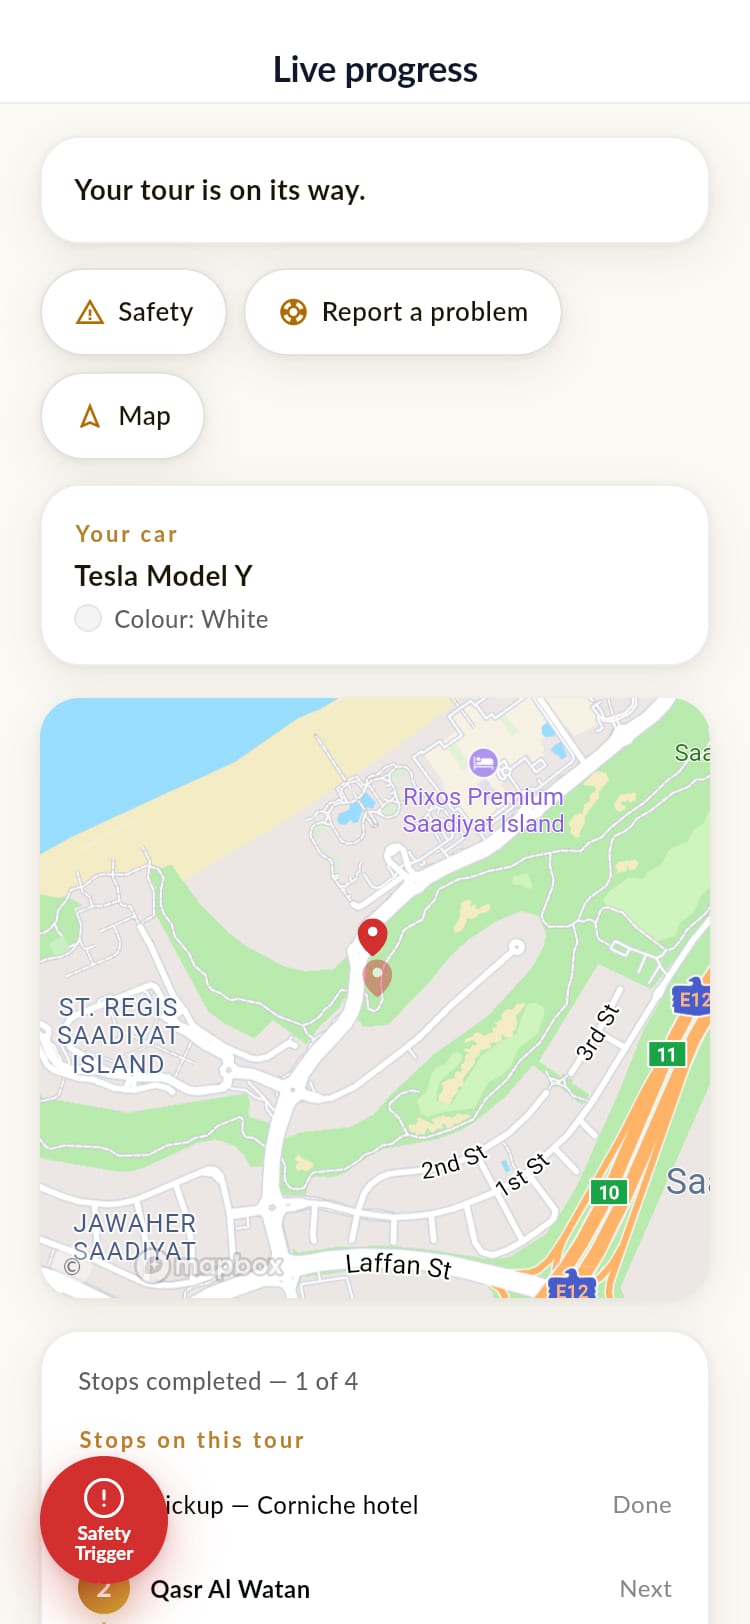 Live progress
Your tour is on its way.
Safety
Report a problem
Map
Your car
Tesla Model Y
Colour: White
Rixos Premium
Saadiyat Island
ST. REGIS
SAADIYAT
ISLAND
E12
3rd St
11
2nd St
1st St
10
JAWAHER
SAADIYAT
© mapbox
Laffan St
E12
Stops completed — 1 of 4
Stops on this tour
ickup — Corniche hotel
Done
Safety
Trigger
2
Qasr Al Watan
Next